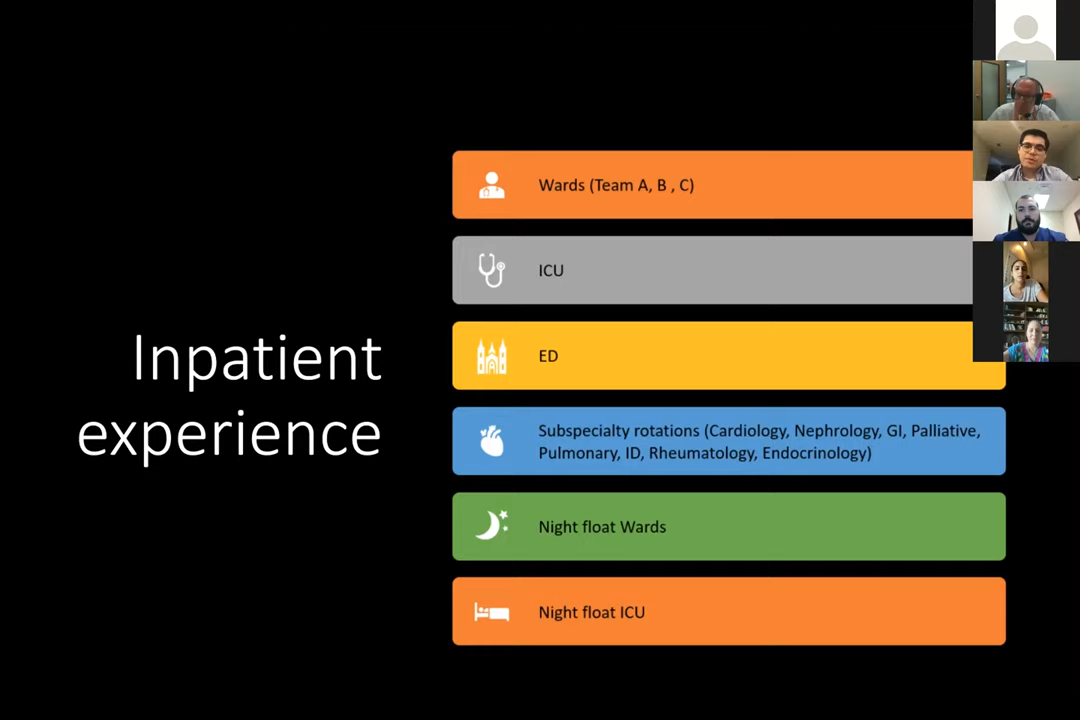 Inpatient
experience
Wards (Team A, B , C)
ICU
ED
Subspecialty rotations (Cardiology, Nephrology, GI, Palliative,
Pulmonary, ID, Rheumatology, Endocrinology)
Night float Wards
Night float ICU